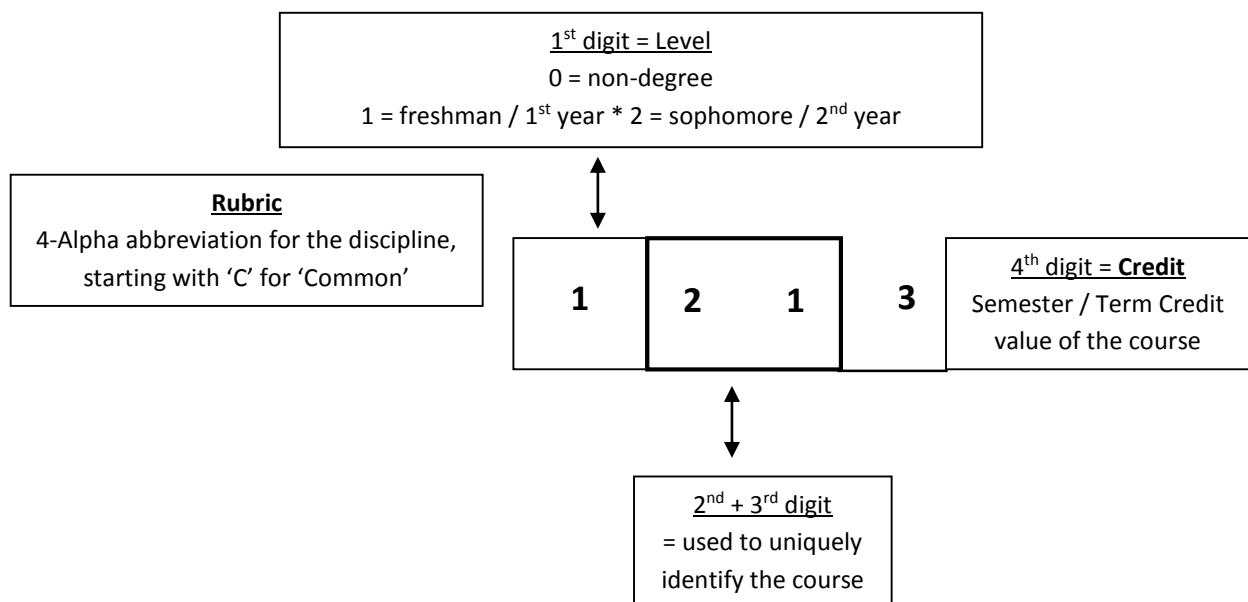 1st digit = Level
0 = non-degree
1 = freshman / 1st year * 2 = sophomore / 2nd year
Rubric
4-Alpha abbreviation for the discipline,
starting with ‘C’ for ‘Common’
1 2 1 3
4th digit = Credit
Semester / Term Credit
value of the course
2nd + 3rd digit
= used to uniquely
identify the course